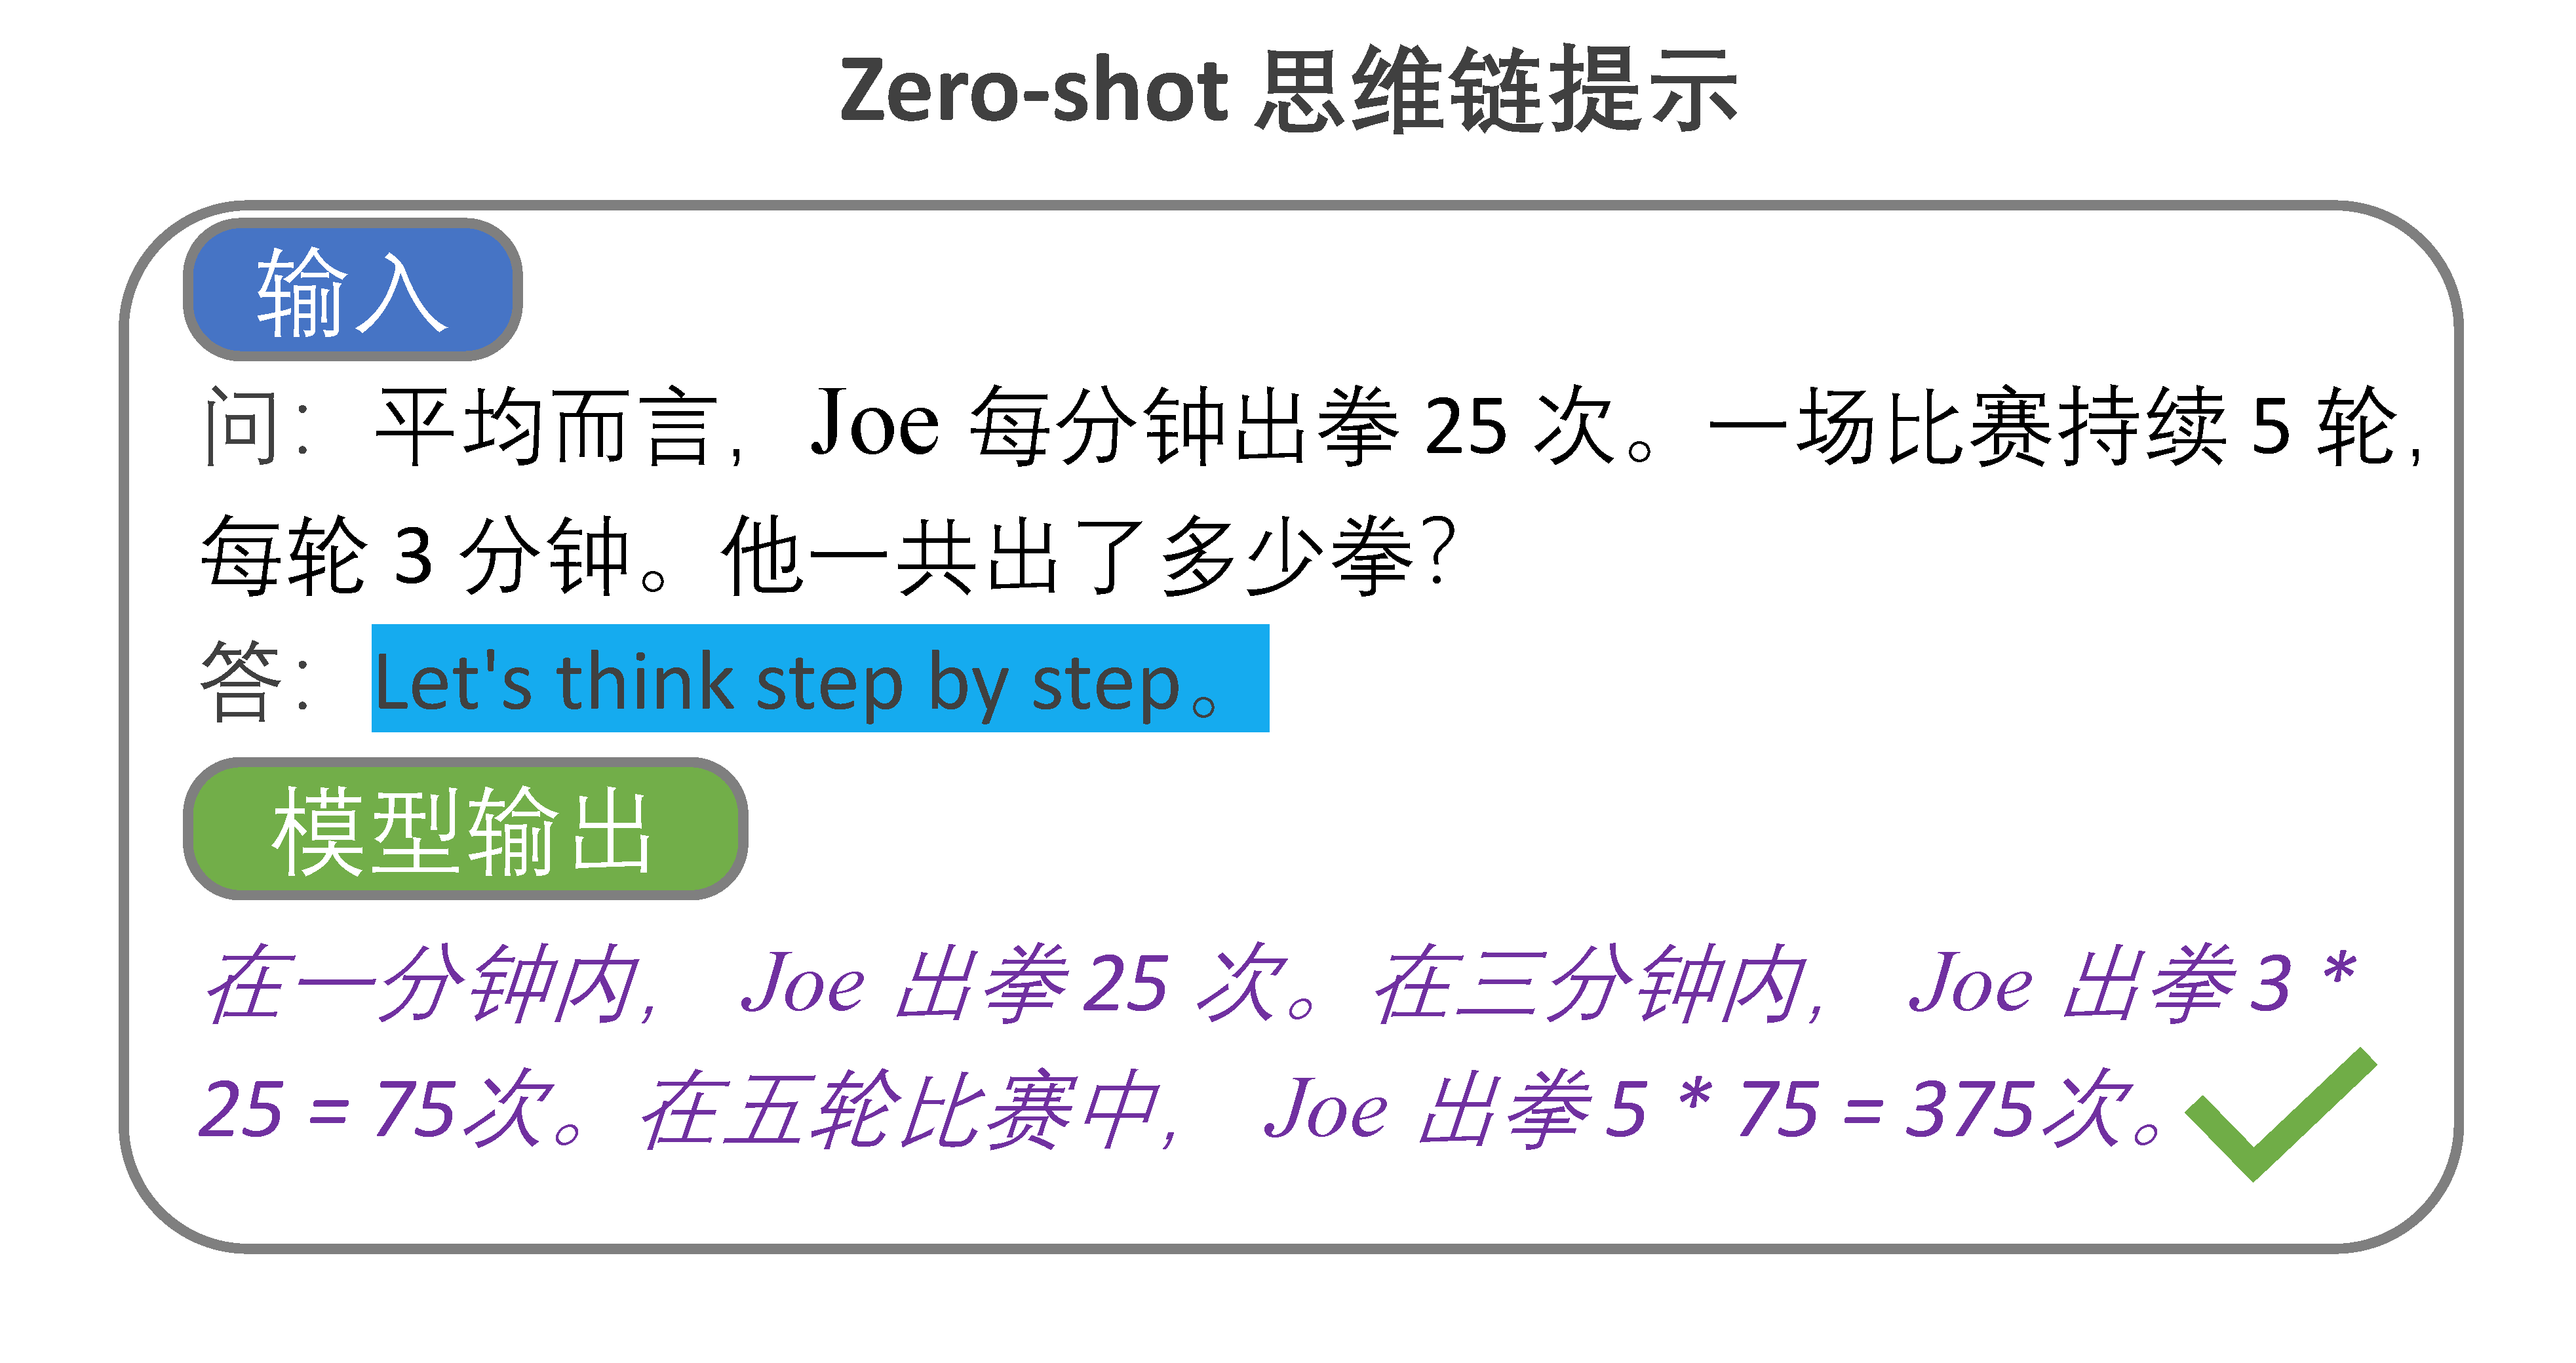 Zero-shot 思维链提示
输入
问：平均而言，Joe 每分钟出拳 25 次。一场比赛持续 5 轮，
每轮 3 分钟。他一共出了多少拳？
答：Let's think step by step。
模型输出
在一分钟内，Joe 出拳 25 次。在三分钟内，Joe 出拳 3 *
25 = 75次。在五轮比赛中，Joe 出拳 5 * 75 = 375次。